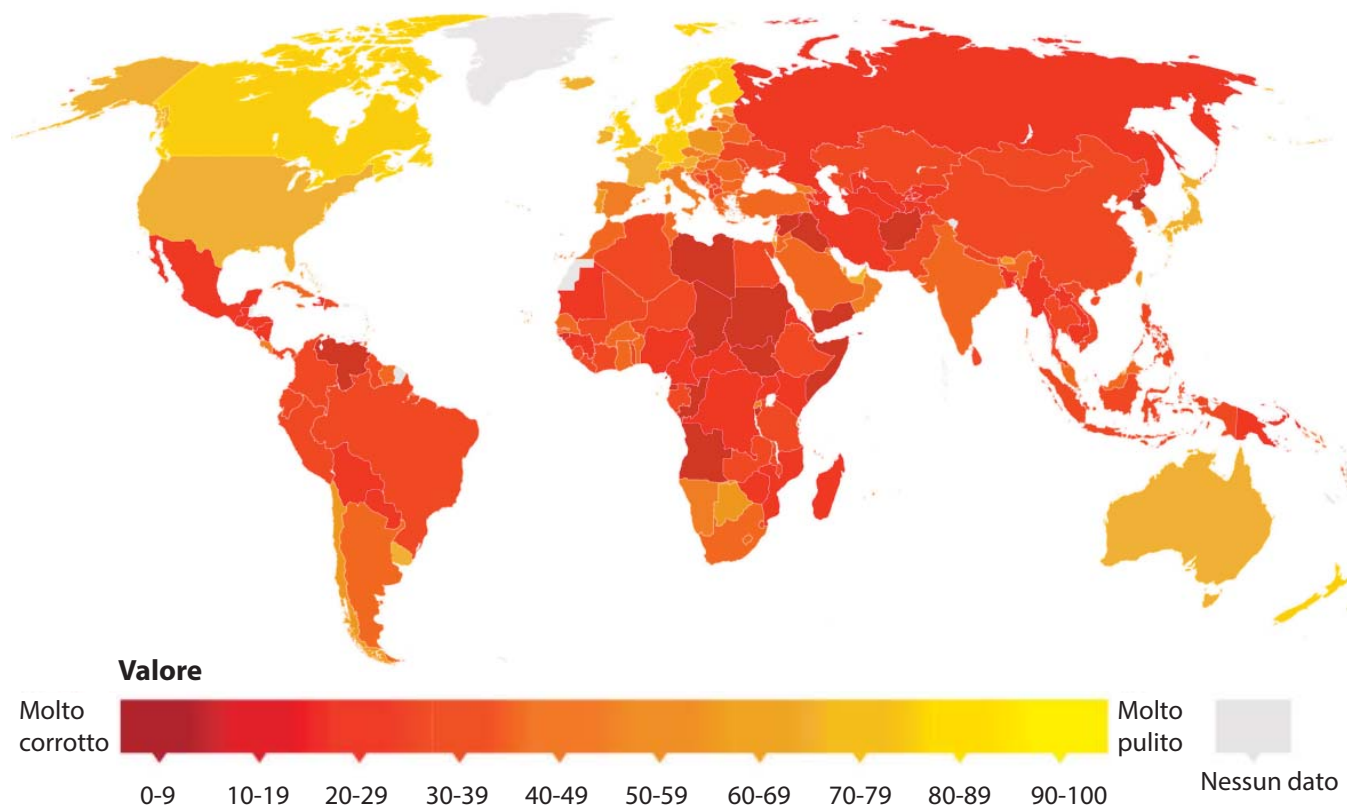 Valore
Molto
corrotto
Molto
pulito
0-9 10-19 20-29 30-39 40-49 50-59 60-69 70-79 80-89 90-100
Nessun dato